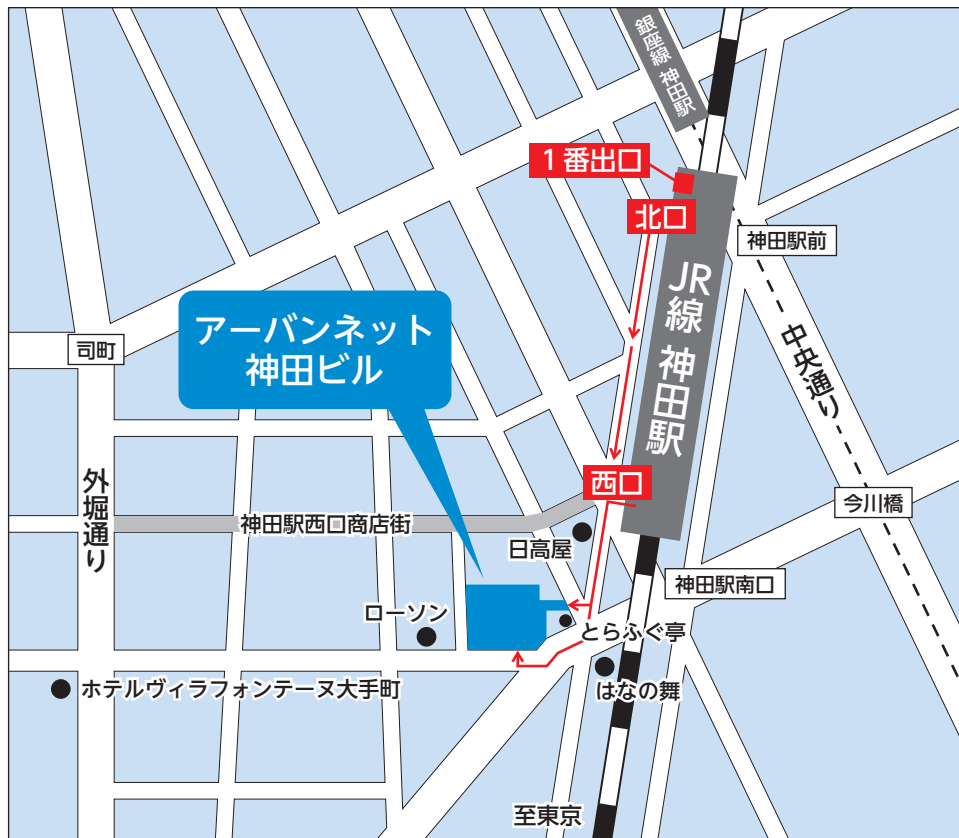 銀座線 神田駅
１番出口
北口
神田駅前
JR線 神田駅
アーバンネット
神田ビル
司町
中央通り
外堀通り
西口
今川橋
神田駅西口商店街
日高屋
神田駅南口
ローソン
とらふぐ亭
はなの舞
ホテルヴィラフォンテーヌ大手町
至東京